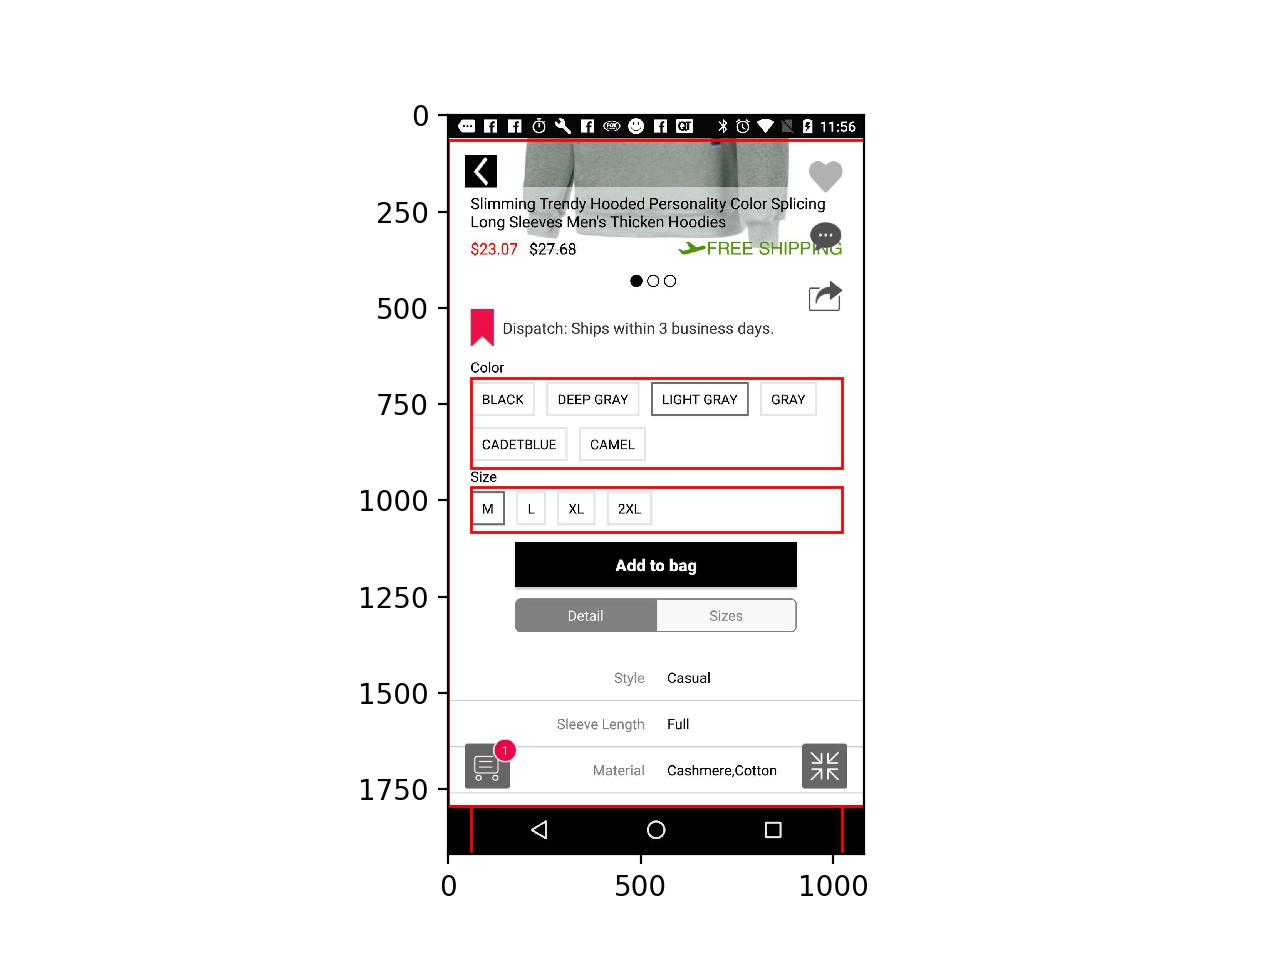 0
11:56
Slimming Trendy Hooded Personality Color Splicing
250
Long Sleeves Men's Thicken Hoodies
$23.07 $27.68 FREE SHIPPING
500
Dispatch: Ships within 3 business days.
Color
750
BLACK DEEP GRAY LIGHT GRAY GRAY
CADETBLUE CAMEL
Size
1000
M L XL 2XL
Add to bag
1250
Detail Sizes
Style Casual
1500
Sleeve Length Full
1
Material Cashmere,Cotton
1750
0 500 1000